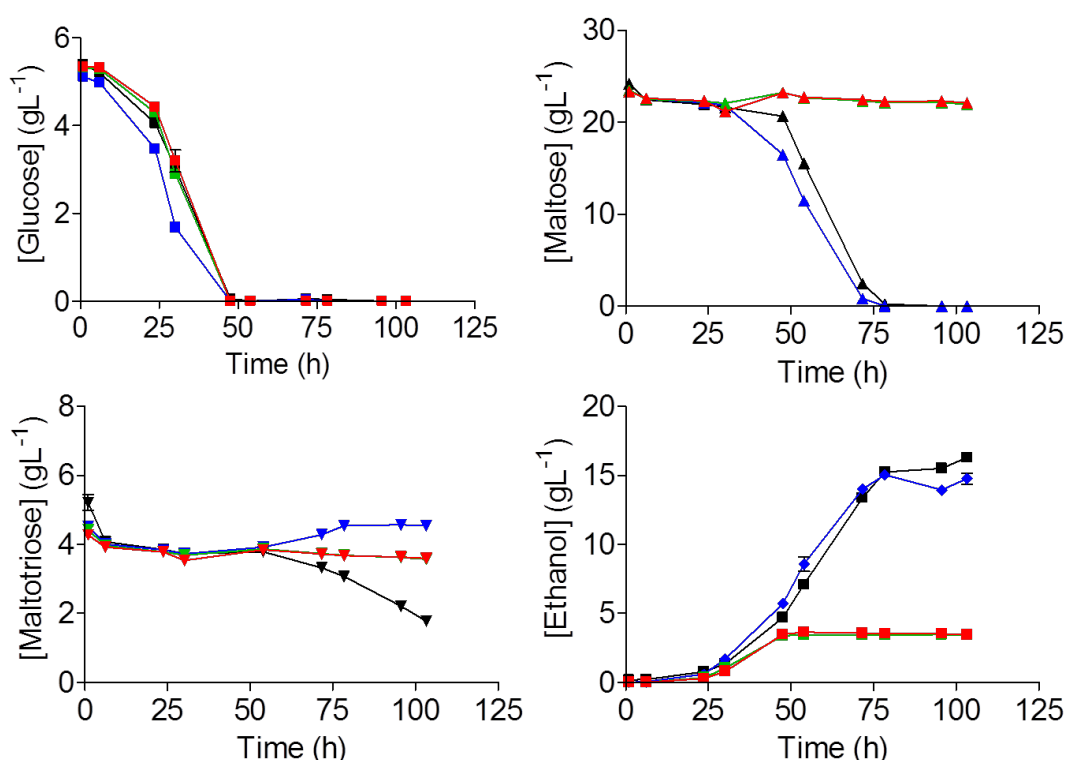 [Glucose] (gL-1)
6
4
2
0
0 25 50 75 100 125
Time (h)
[Maltose] (gL-1)
30
20
10
0
0 25 50 75 100 125
Time (h)
[Maltotriose] (gL-1)
8
6
4
2
0
0 25 50 75 100 125
Time (h)
[Ethanol] (gL-1)
20
15
10
5
0
0 25 50 75 100 125
Time (h)